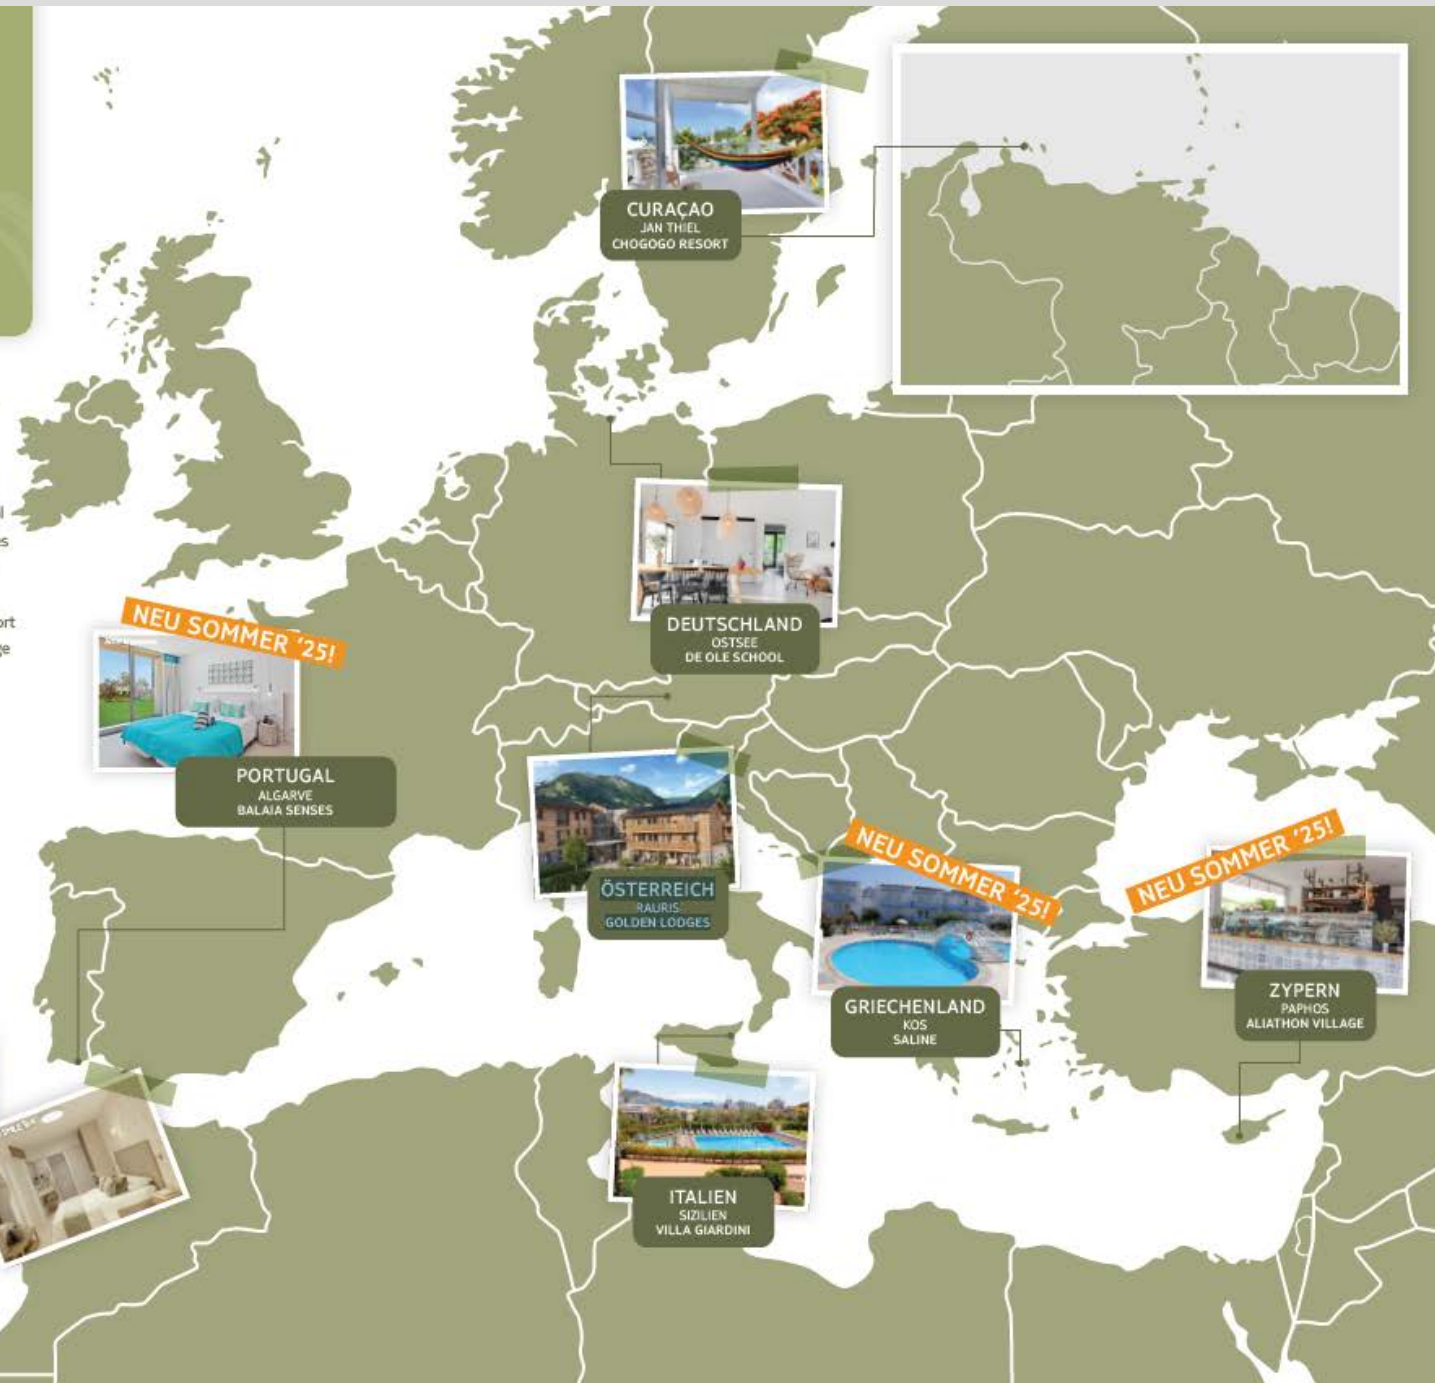 CURAÇAO
JAN THIEL
CHOGOGO RESORT
DEUTSCHLAND
OSTSEE
DE OLE SCHOOL
NEU SOMMER '25!
PORTUGAL
ALGARVE
BALAIA SENSES
ÖSTERREICH
RAURIS
GOLDEN LODGES
NEU SOMMER '25!
GRIECHENLAND
KOS
SALINE
NEU SOMMER '25!
ZYPERN
PAPHOS
ALIATHON VILLAGE
ITALIEN
SIZILIEN
VILLA GIARDINI